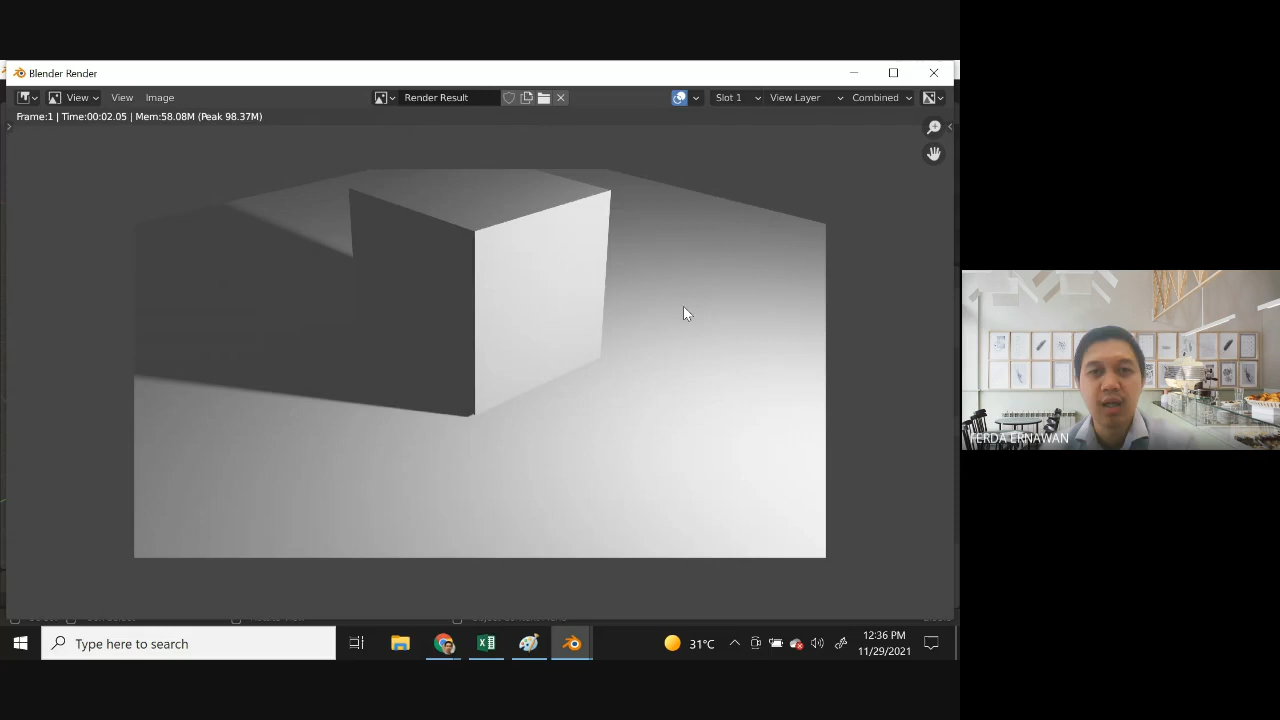 Blender Render
View View Image Render Result Slot 1 View Layer Combined
Frame:1 | Time:00:02.05 | Mem:58.08M (Peak 98.37M)
FERDA ERNAWAN
Type here to search
31°C
12:36 PM
11/29/2021